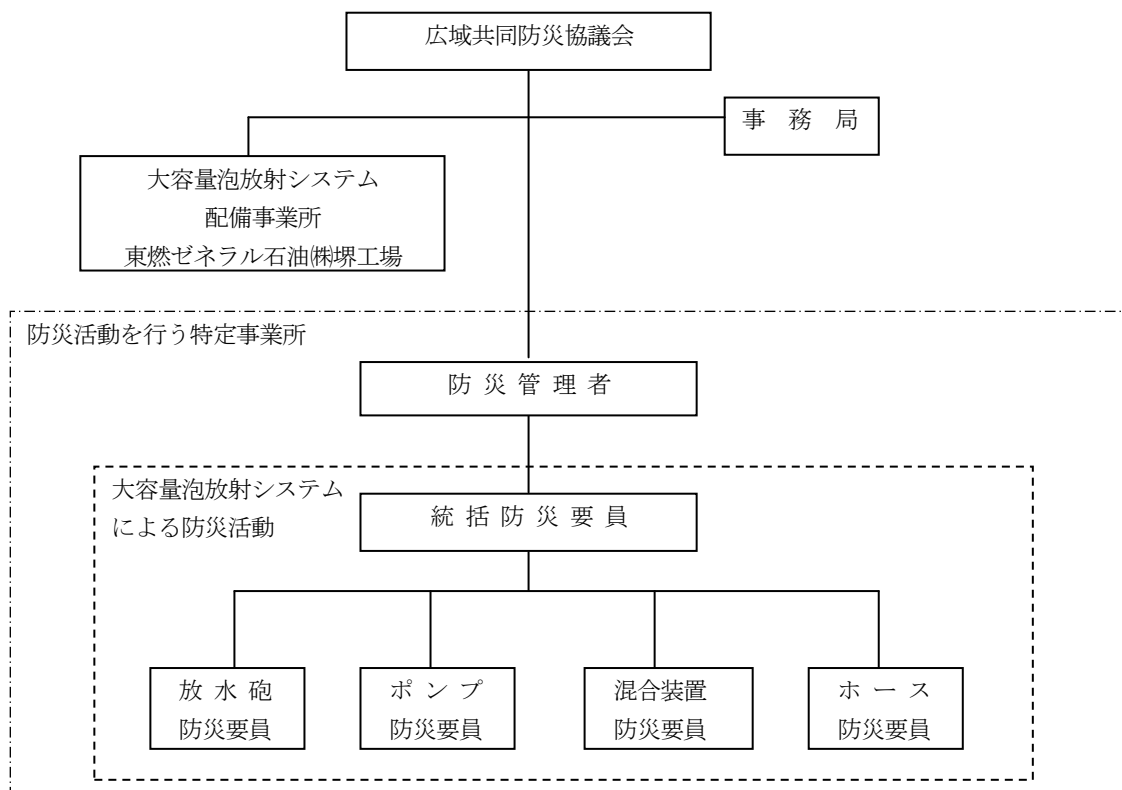 広域共同防災協議会
事　務　局
大容量泡放射システム
配備事業所
東燃ゼネラル石油㈱堺工場
防災活動を行う特定事業所
防 災 管 理 者
大容量泡放射システム
による防災活動
統 括 防 災 要 員
放 水 砲
防災要員
ポ ン プ
防災要員
混合装置
防災要員
ホ ー ス
防災要員